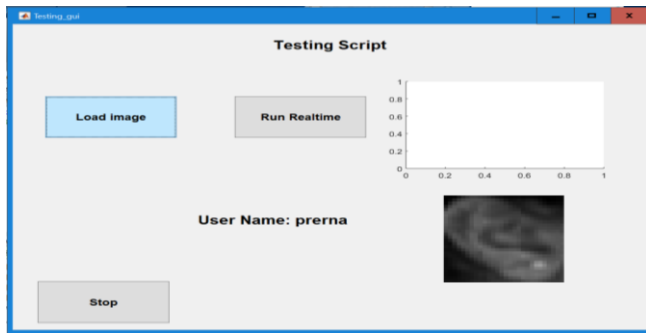 Testing_gui
Testing Script
Load image
Run Realtime
1
0.8
0.6
0.4
0.2
0
0 0.2 0.4 0.6 0.8 1
User Name: prerna
Stop